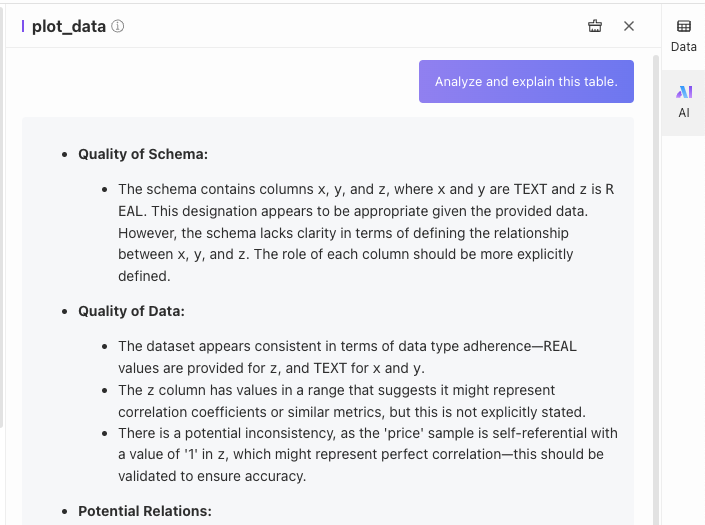 plot_data
Data
AI
Analyze and explain this table.
Quality of Schema:
The schema contains columns x, y, and z, where x and y are TEXT and z is R
EAL. This designation appears to be appropriate given the provided data.
However, the schema lacks clarity in terms of defining the relationship
between x, y, and z. The role of each column should be more explicitly
defined.
Quality of Data:
The dataset appears consistent in terms of data type adherence—REAL
values are provided for z, and TEXT for x and y.
The z column has values in a range that suggests it might represent
correlation coefficients or similar metrics, but this is not explicitly stated.
There is a potential inconsistency, as the 'price' sample is self-referential with
a value of '1' in z, which might represent perfect correlation—this should be
validated to ensure accuracy.
Potential Relations: